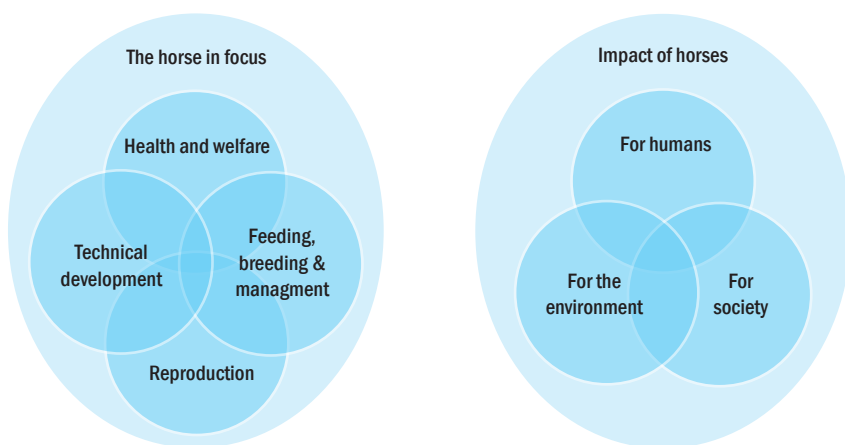 The horse in focus
Health and welfare
Technical
development
Feeding,
breeding &
managment
Reproduction
Impact of horses
For humans
For the
environment
For
society